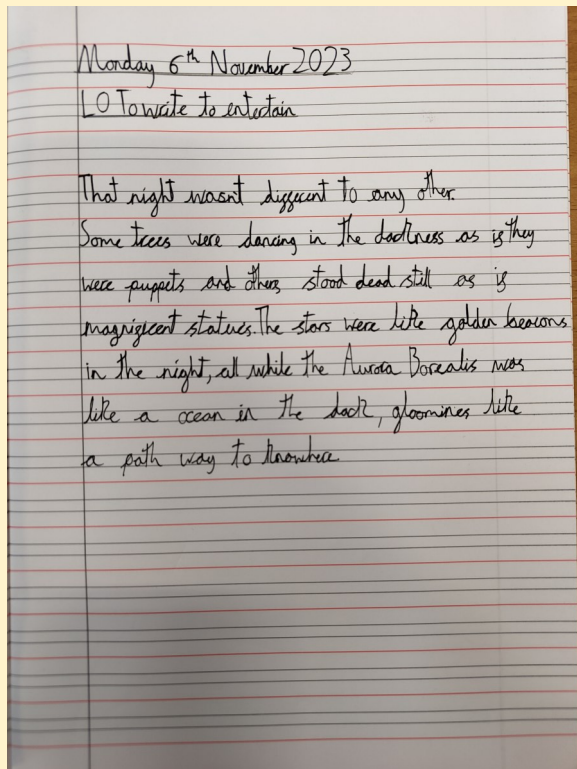 Monday 6th November 2023
LO To write to entertain
That night wasnt different to any other.
Some trees were dancing in the darkness as if they
were puppets and others, stood dead still as if
magnificent statues. The stars were like golden beacons
in the night, all while the Aurora Borealis was
like a ocean in the dark, gloomines like
a path way to knowhere